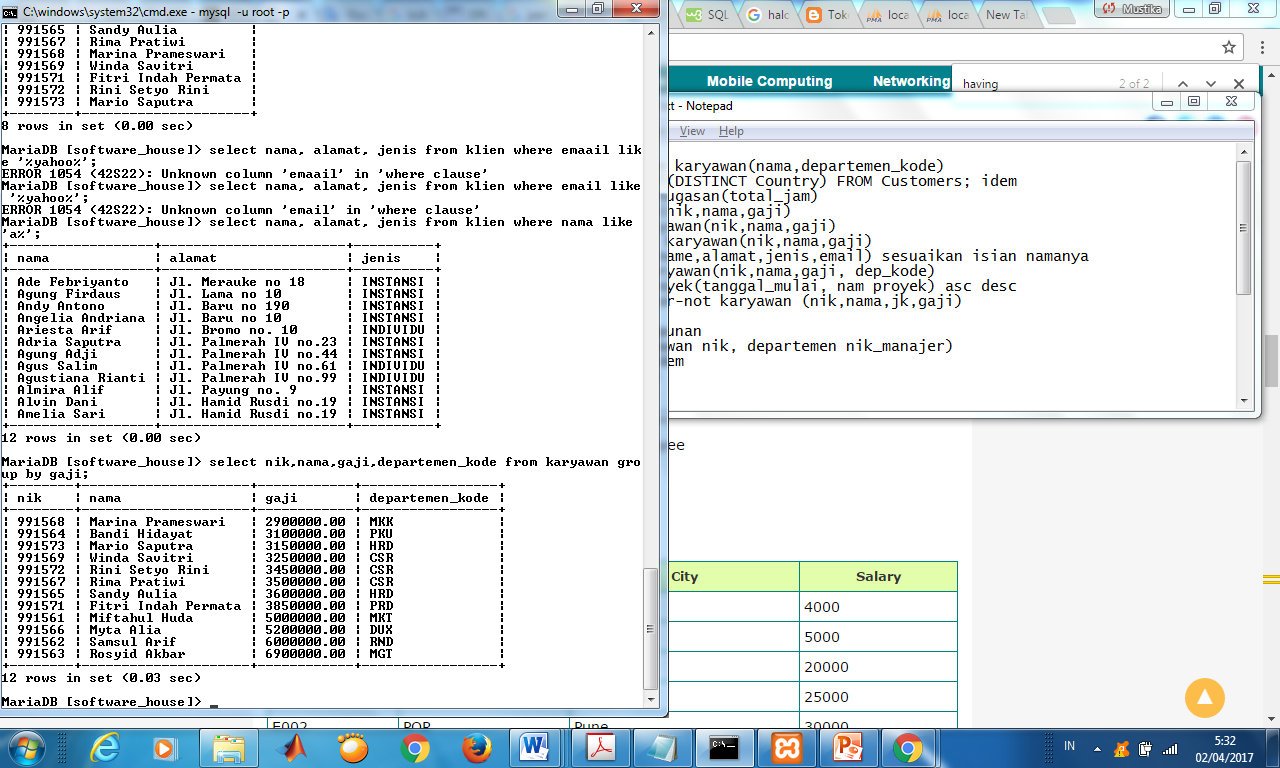 C:\windows\system32\cmd.exe - mysql -u root -p
| 991565 | Sandy Aulia |
| 991567 | Rima Pratiwi |
| 991568 | Marina Prameswari |
| 991569 | Winda Savitri |
| 991571 | Fitri Indah Permata |
| 991572 | Rini Setyo Rini |
| 991573 | Mario Saputra |
8 rows in set (0.00 sec)
MariaDB [software_house]> select nama, alamat, jenis from klien where emaail lik
e '%yahoo%';
ERROR 1054 (42S22): Unknown column 'emaail' in 'where clause'
MariaDB [software_house]> select nama, alamat, jenis from klien where email like
'%yahoo%';
ERROR 1054 (42S22): Unknown column 'email' in 'where clause'
MariaDB [software_house]> select nama, alamat, jenis from klien where nama like
'a%';
| nama | alamat | jenis |
| Ade Febriyanto | Jl. Merauke no 18 | INSTANSI |
| Agung Firdaus | Jl. Lama no 10 | INSTANSI |
| Andy Antono | Jl. Baru no 190 | INSTANSI |
| Angelia Andriana | Jl. Baru no 10 | INSTANSI |
| Ariesta Arif | Jl. Bromo no. 10 | INDIVIDU |
| Adria Saputra | Jl. Palmerah IV no.23 | INSTANSI |
| Agung Adji | Jl. Palmerah IV no.44 | INSTANSI |
| Agus Salim | Jl. Palmerah IV no.61 | INDIVIDU |
| Agustiana Rianti | Jl. Palmerah IV no.99 | INDIVIDU |
| Almira Alif | Jl. Payung no. 9 | INSTANSI |
| Alvin Dani | Jl. Hamid Rusdi no.19 | INSTANSI |
| Amelia Sari | Jl. Hamid Rusdi no.19 | INSTANSI |
12 rows in set (0.00 sec)
MariaDB [software_house]> select nik,nama,gaji,departemen_kode from karyawan gro
up by gaji;
| nik | nama | gaji | departemen_kode |
| 991568 | Marina Prameswari | 2900000.00 | MKK |
| 991564 | Bandi Hidayat | 3100000.00 | PKU |
| 991573 | Mario Saputra | 3150000.00 | HRD |
| 991569 | Winda Savitri | 3250000.00 | CSR |
| 991572 | Rini Setyo Rini | 3450000.00 | CSR |
| 991567 | Rima Pratiwi | 3500000.00 | CSR |
| 991565 | Sandy Aulia | 3600000.00 | HRD |
| 991571 | Fitri Indah Permata | 3850000.00 | PRD |
| 991561 | Miftahul Huda | 5000000.00 | MKT |
| 991566 | Myta Alia | 5200000.00 | DUX |
| 991562 | Samsul Arif | 6000000.00 | RND |
| 991563 | Rosyid Akbar | 6900000.00 | MGT |
12 rows in set (0.03 sec)
MariaDB [software_house]> _
SQL halo Tok loca loca New Tal
Mustika
Mobile Computing Networking
having 2 of 2
- Notepad
View Help
karyawan(nama,departemen_kode)
(DISTINCT Country) FROM Customers; idem
ugasan(total_jam)
nik,nama,gaji)
awan(nik,nama,gaji)
karyawan(nik,nama,gaji)
ame,alamat,jenis,email) sesuaikan isian namanya
yawan(nik,nama,gaji, dep_kode)
yek(tanggal_mulai, nam proyek) asc desc
r-not karyawan (nik,nama,jk,gaji)
unan
wan nik, departemen nik_manajer)
em
ee
City Salary
4000
5000
20000
25000
30000
E002 POP Pune
IN
5:32
02/04/2017